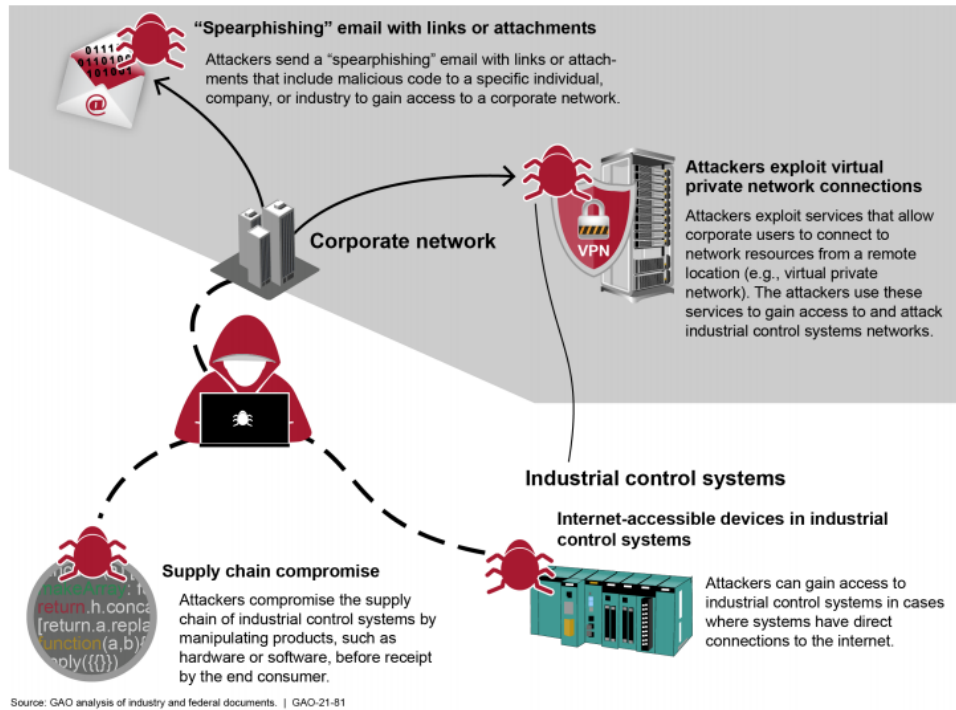 “Spearphishing” email with links or attachments
Attackers send a “spearphishing” email with links or attach-
ments that include malicious code to a specific individual,
company, or industry to gain access to a corporate network.
@
Corporate network
VPN
Attackers exploit virtual
private network connections
Attackers exploit services that allow
corporate users to connect to
network resources from a remote
location (e.g., virtual private
network). The attackers use these
services to gain access to and attack
industrial control systems networks.
Industrial control systems
Internet-accessible devices in industrial
control systems
Attackers can gain access to
industrial control systems in cases
where systems have direct
connections to the internet.
Supply chain compromise
Attackers compromise the supply
chain of industrial control systems by
manipulating products, such as
hardware or software, before receipt
by the end consumer.
return.h.conca
[return.a.repla
function(a,b)
ply({{}})
Source: GAO analysis of industry and federal documents. | GAO-21-81